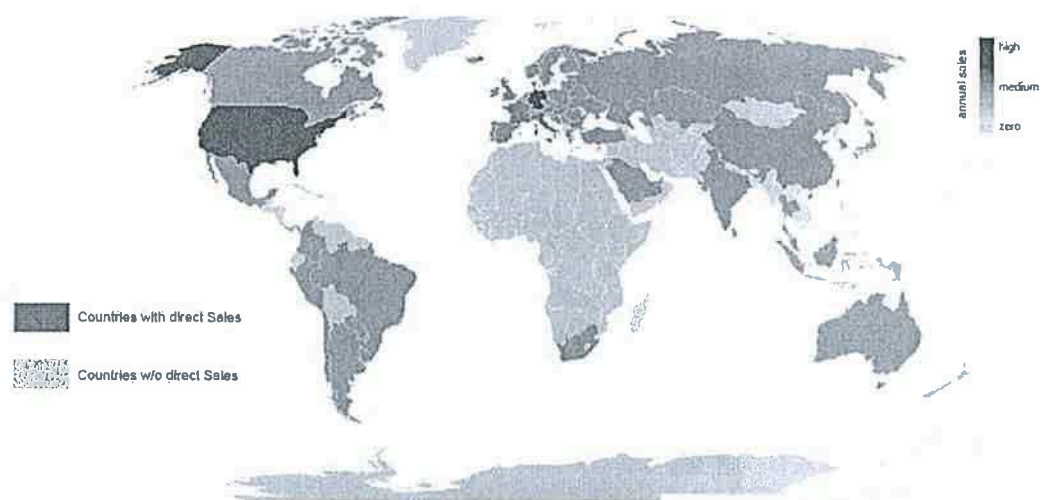 annual sales
high
medium
zero
Countries with direct Sales
Countries w/o direct Sales